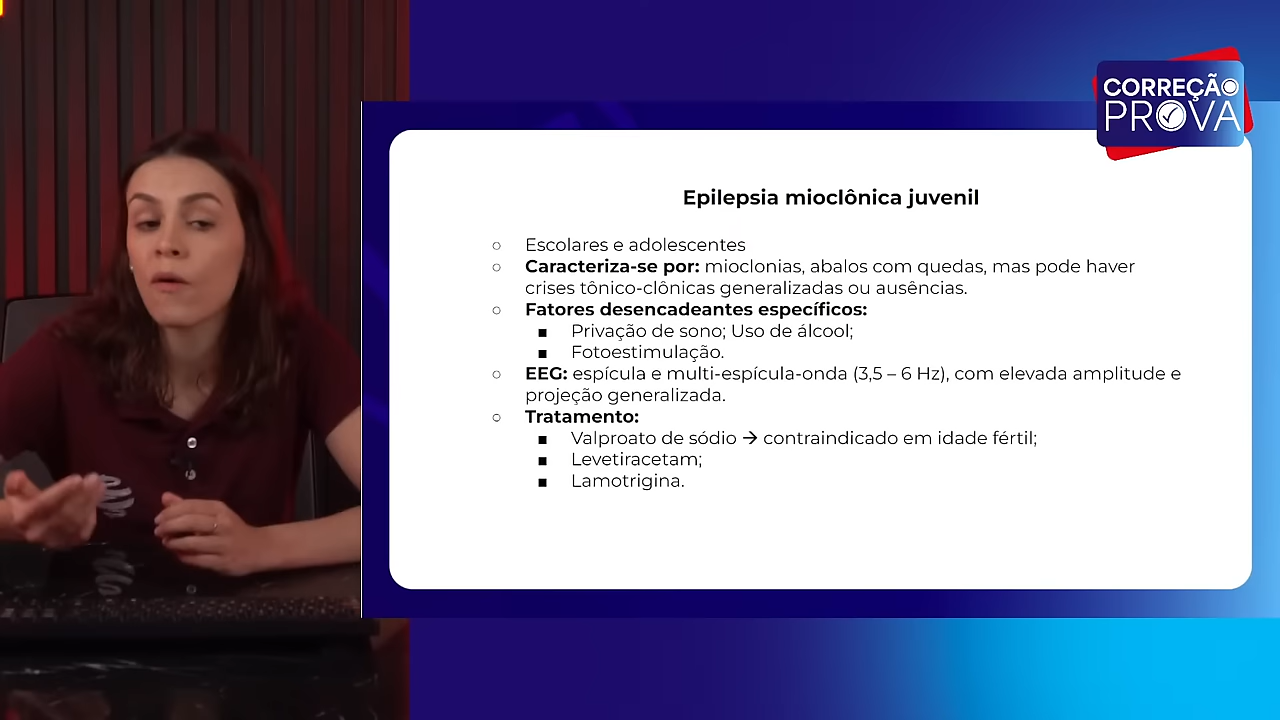 CORREÇÃO
PROVA
Epilepsia mioclônica juvenil
○ Escolares e adolescentes
○ Caracteriza-se por: mioclonias, abalos com quedas, mas pode haver
crises tônico-clônicas generalizadas ou ausências.
○ Fatores desencadeantes específicos:
■ Privação de sono; Uso de álcool;
■ Fotoestimulação.
○ EEG: espícula e multi-espícula-onda (3,5 – 6 Hz), com elevada amplitude e
projeção generalizada.
○ Tratamento:
■ Valproato de sódio → contraindicado em idade fértil;
■ Levetiracetam;
■ Lamotrigina.